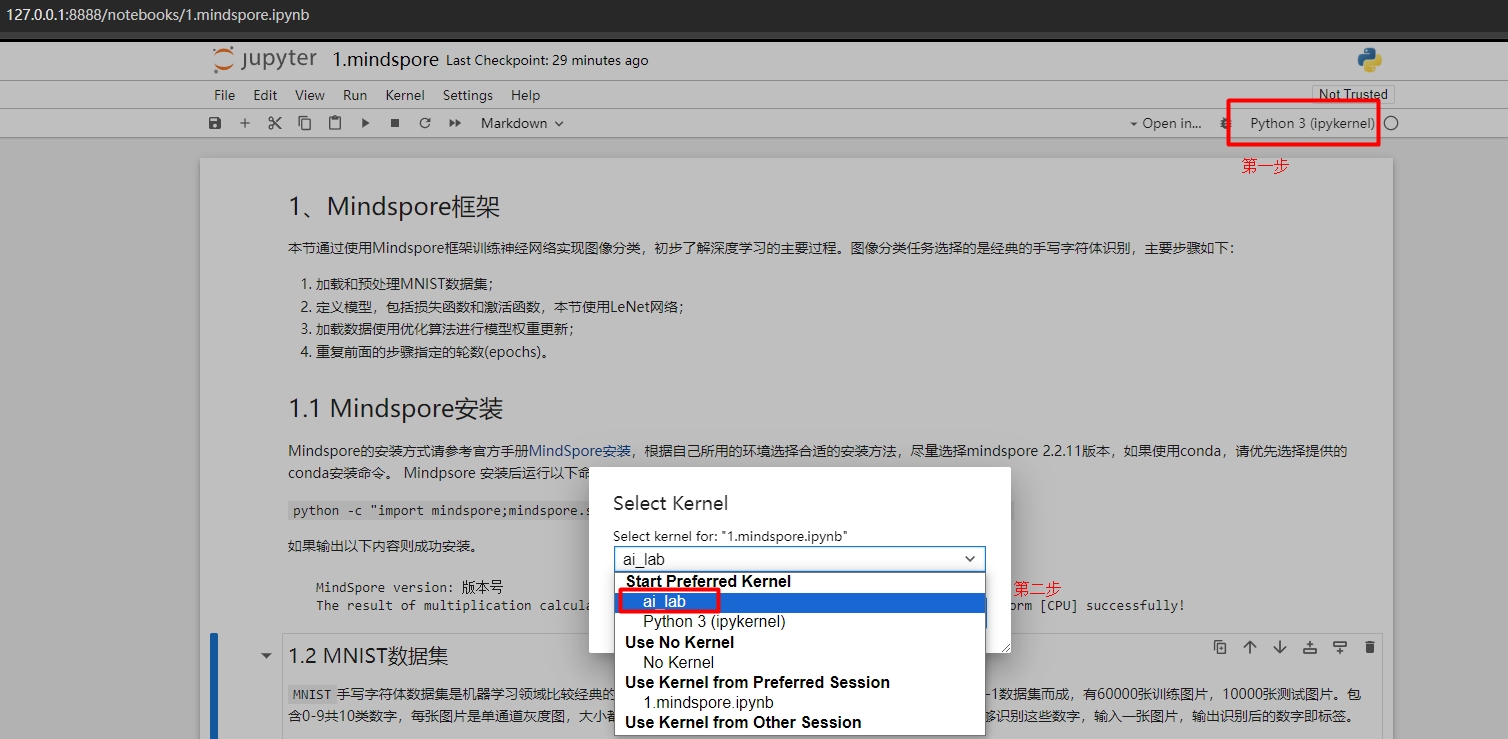 127.0.0.1:8888/notebooks/1.mindspore.ipynb
jupyter 1.mindspore Last Checkpoint: 29 minutes ago
File Edit View Run Kernel Settings Help
Not Trusted
Markdown
Open in...
Python 3 (ipykernel)
第一步
1、Mindspore框架
本节通过使用Mindspore框架训练神经网络实现图像分类，初步了解深度学习的主要过程。图像分类任务选择的是经典的手写字符体识别，主要步骤如下：
1. 加载和预处理MNIST数据集；
2. 定义模型，包括损失函数和激活函数，本节使用LeNet网络；
3. 加载数据使用优化算法进行模型权重更新；
4. 重复前面的步骤指定的轮数(epochs)。
1.1 Mindspore安装
Mindspore的安装方式请参考官方手册MindSpore安装，根据自己所用的环境选择合适的安装方法，尽量选择mindspore 2.2.11版本，如果使用conda，请优先选择提供的
conda安装命令。 Mindpsore 安装后运行以下命
python -c "import mindspore;mindspore.s
如果输出以下内容则成功安装。
MindSpore version: 版本号
The result of multiplication calcula
orm [CPU] successfully!
Select Kernel
Select kernel for: "1.mindspore.ipynb"
ai_lab
Start Preferred Kernel
ai_lab
第二步
Python 3 (ipykernel)
Use No Kernel
No Kernel
Use Kernel from Preferred Session
1.mindspore.ipynb
Use Kernel from Other Session
1.2 MNIST数据集
MNIST 手写字符体数据集是机器学习领域比较经典的
-1数据集而成，有60000张训练图片，10000张测试图片。包
含0-9共10类数字，每张图片是单通道灰度图，大小都
识别这些数字，输入一张图片，输出识别后的数字即标签。